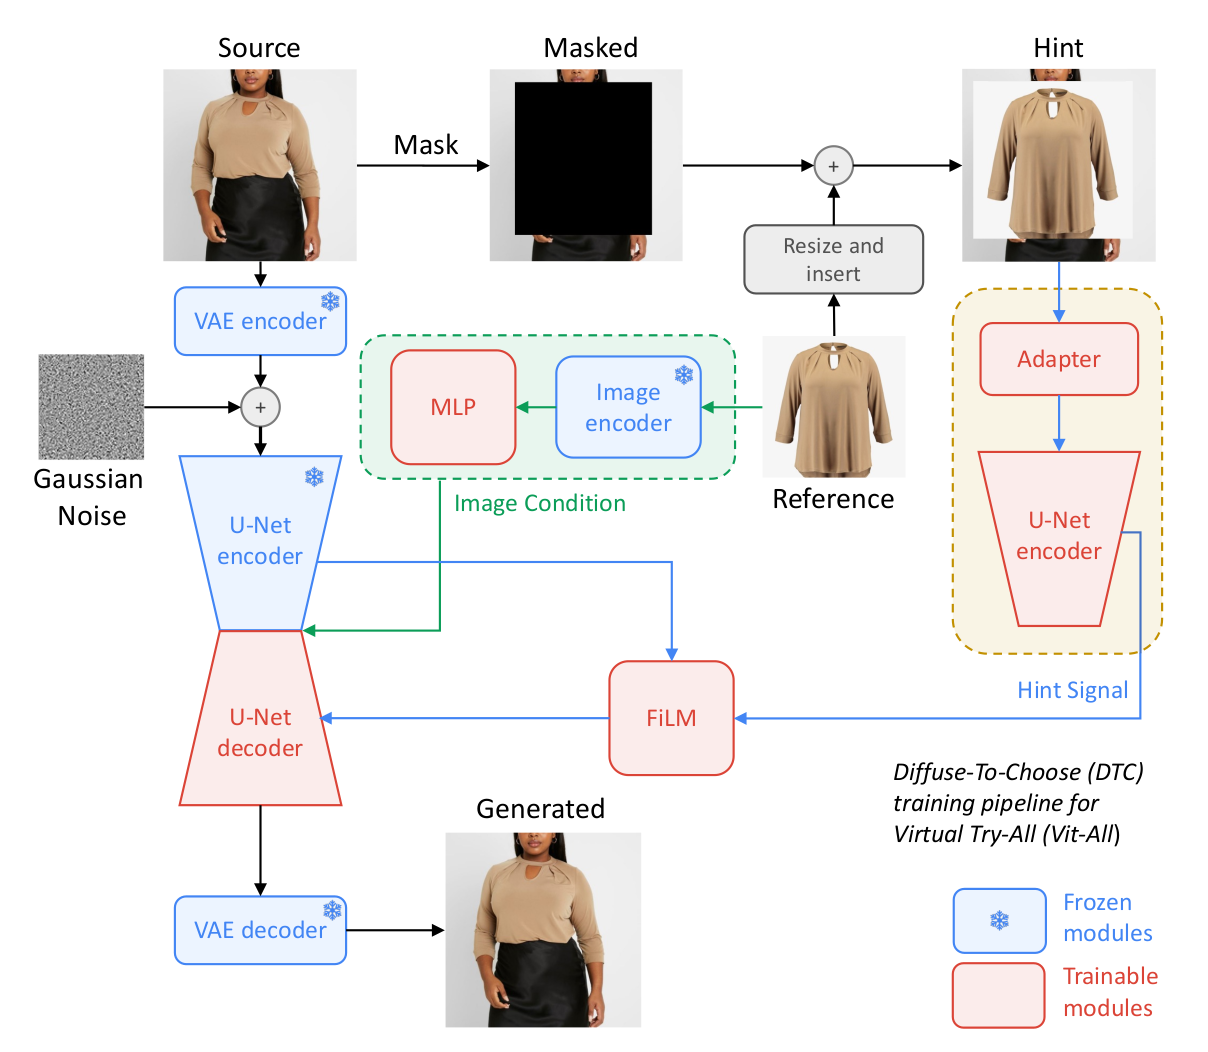 Source
Masked
Hint
Mask
+
Resize and
insert
VAE encoder
Adapter
MLP
Image
encoder
+
Gaussian
Noise
Reference
Image Condition
U-Net
encoder
U-Net
encoder
Hint Signal
U-Net
decoder
FiLM
Diffuse-To-Choose (DTC)
training pipeline for
Virtual Try-All (Vit-All)
Generated
VAE decoder
Frozen
modules
Trainable
modules